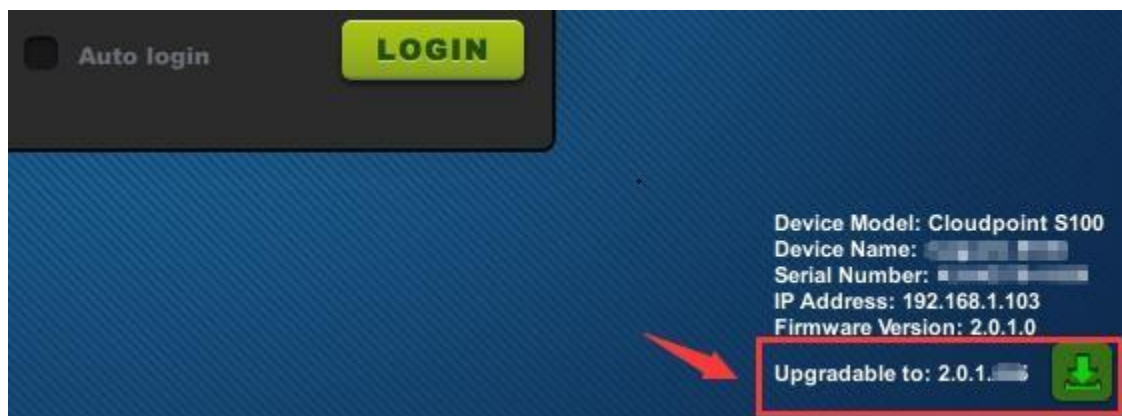 Auto login
LOGIN
Device Model: Cloudpoint S100
Device Name:
Serial Number:
IP Address: 192.168.1.103
Firmware Version: 2.0.1.0
Upgradable to: 2.0.1.